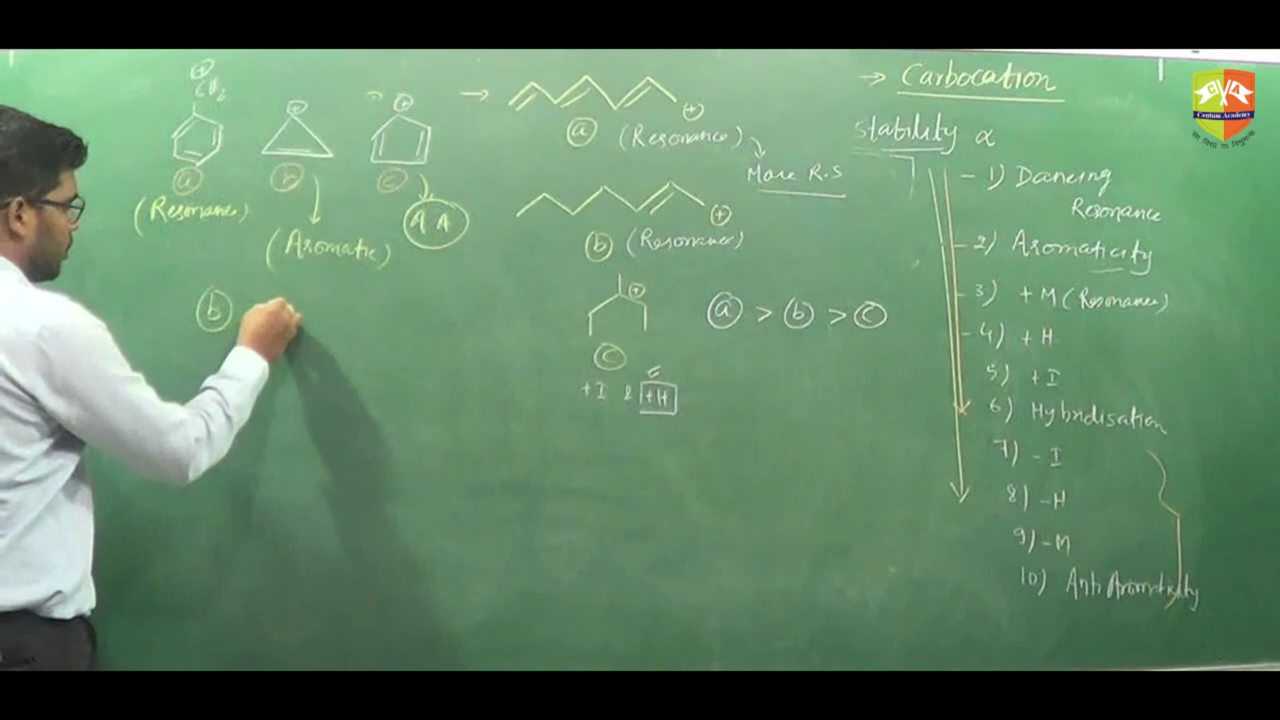 → Carbocation
Stability α
1) Dancing
Resonance
2) Aromaticity
3) + M (Resonance)
4) + H
5) + I
6) Hybridisation
7) - I
8) - H
9) - M
10) Anti Aromaticity
⊕
CH2
⊕
⊕
a
b
c
(Resonance)
(Aromatic)
A A
b
→
⊕
a (Resonance)
More R.S
⊕
b (Resonance)
⊕
c
+ I & + H
a > b > c
Centum Academy